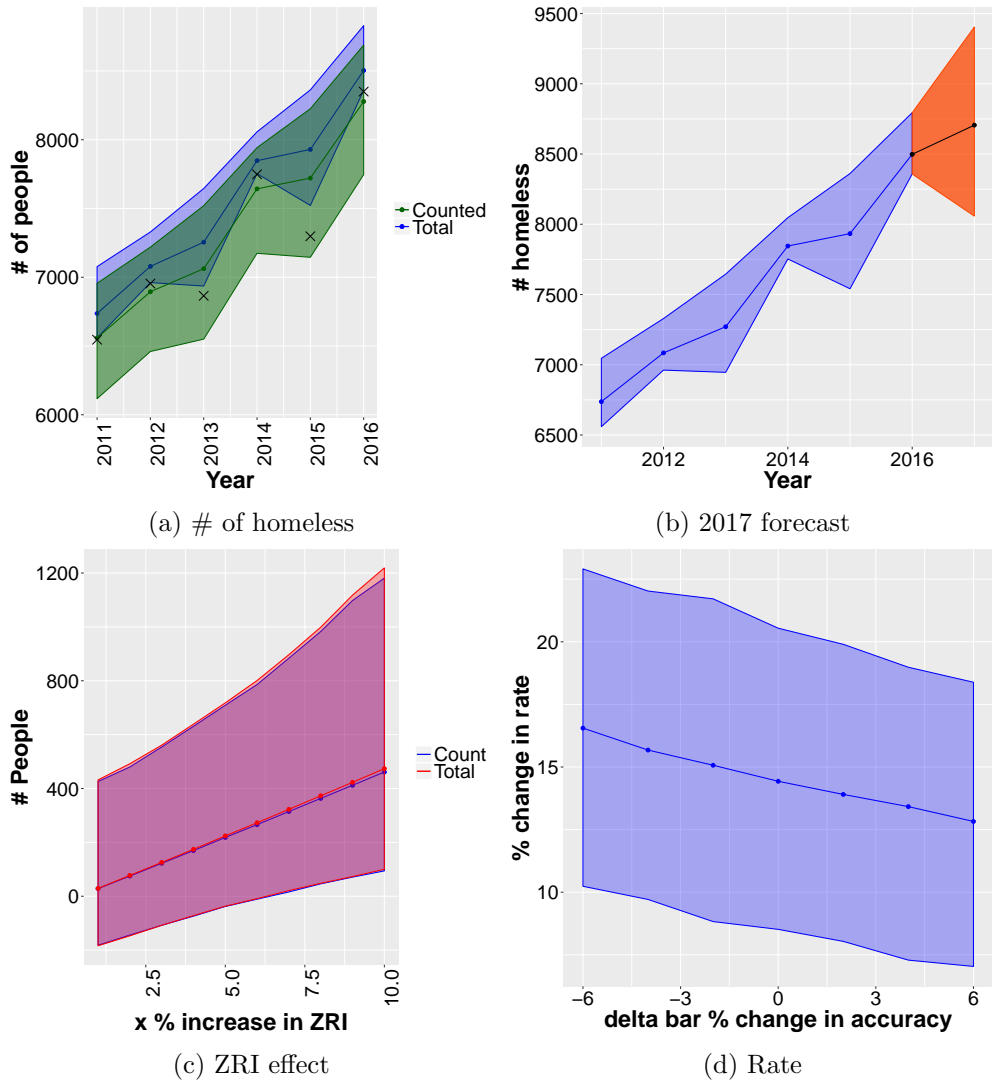 # of people
8000
7000
6000
2011
2012
2013
2014
2015
2016
Year
Counted
Total
(a) # of homeless
# homeless
9500
9000
8500
8000
7500
7000
6500
2012
2014
2016
Year
(b) 2017 forecast
# People
1200
800
400
0
2.5
5.0
7.5
10.0
x % increase in ZRI
Count
Total
(c) ZRI effect
% change in rate
20
15
10
−6
−3
0
3
6
delta bar % change in accuracy
(d) Rate